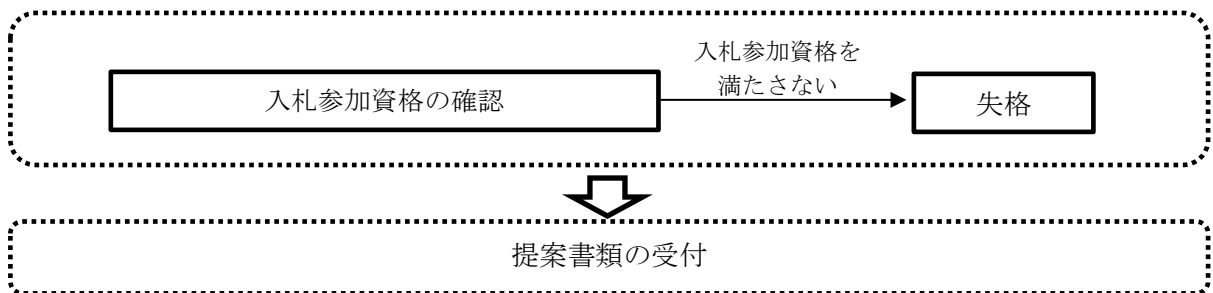 入札参加資格を
満たさない
入札参加資格の確認
失格
提案書類の受付